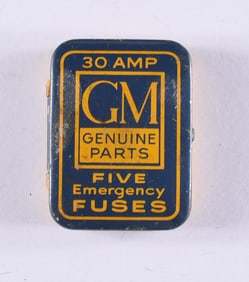 30 AMP
GM
GENUINE
PARTS
FIVE
Emergency
FUSES